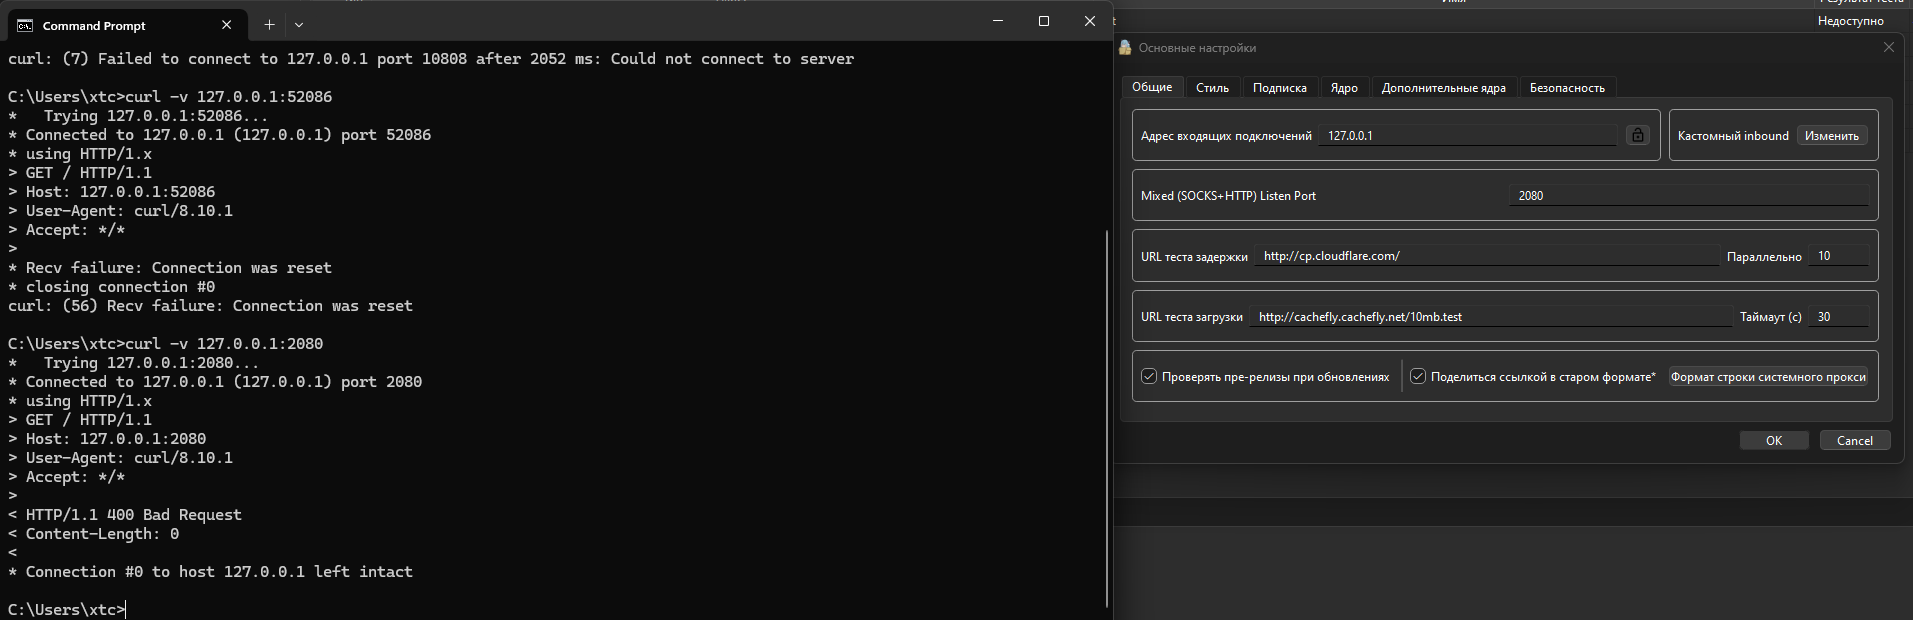 Command Prompt
curl: (7) Failed to connect to 127.0.0.1 port 10808 after 2052 ms: Could not connect to server
C:\Users\xtc>curl -v 127.0.0.1:52086
*   Trying 127.0.0.1:52086...
* Connected to 127.0.0.1 (127.0.0.1) port 52086
* using HTTP/1.x
> GET / HTTP/1.1
> Host: 127.0.0.1:52086
> User-Agent: curl/8.10.1
> Accept: */*
>
* Recv failure: Connection was reset
* closing connection #0
curl: (56) Recv failure: Connection was reset
C:\Users\xtc>curl -v 127.0.0.1:2080
*   Trying 127.0.0.1:2080...
* Connected to 127.0.0.1 (127.0.0.1) port 2080
* using HTTP/1.x
> GET / HTTP/1.1
> Host: 127.0.0.1:2080
> User-Agent: curl/8.10.1
> Accept: */*
>
< HTTP/1.1 400 Bad Request
< Content-Length: 0
<
* Connection #0 to host 127.0.0.1 left intact
C:\Users\xtc>
Имя
Недоступно
Основные настройки
Общие Стиль Подписка Ядро Дополнительные ядра Безопасность
Адрес входящих подключений 127.0.0.1 Кастомный inbound Изменить
Mixed (SOCKS+HTTP) Listen Port 2080
URL теста задержки http://cp.cloudflare.com/ Параллельно 10
URL теста загрузки http://cachefly.cachefly.net/10mb.test Таймаут (с) 30
Проверять пре-релизы при обновлениях Поделиться ссылкой в старом формате* Формат строки системного прокси
OK Cancel